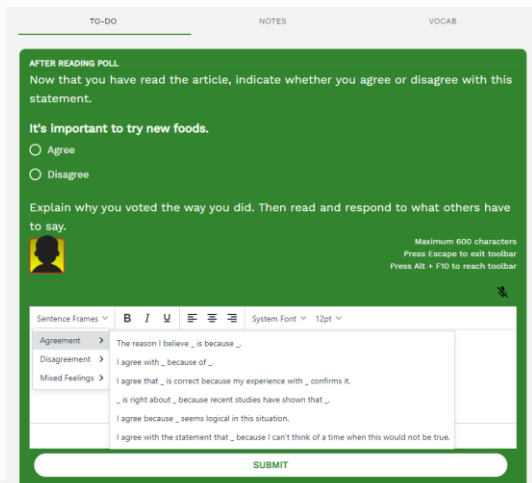 TO-DO NOTES VOCAB
AFTER READING POLL
Now that you have read the article, indicate whether you agree or disagree with this
statement.
It's important to try new foods.
Agree
Disagree
Explain why you voted the way you did. Then read and respond to what others have
to say.
Maximum 600 characters
Press Escape to exit toolbar
Press Alt + F10 to reach toolbar
Sentence Frames B I U System Font 12pt
Agreement
Disagreement
Mixed Feelings
The reason I believe _ is because _.
I agree with _ because of _.
I agree that _ is correct because my experience with _ confirms it.
_ is right about _ because recent studies have shown that _.
I agree because _ seems logical in this situation.
I agree with the statement that _ because I can't think of a time when this would not be true.
SUBMIT